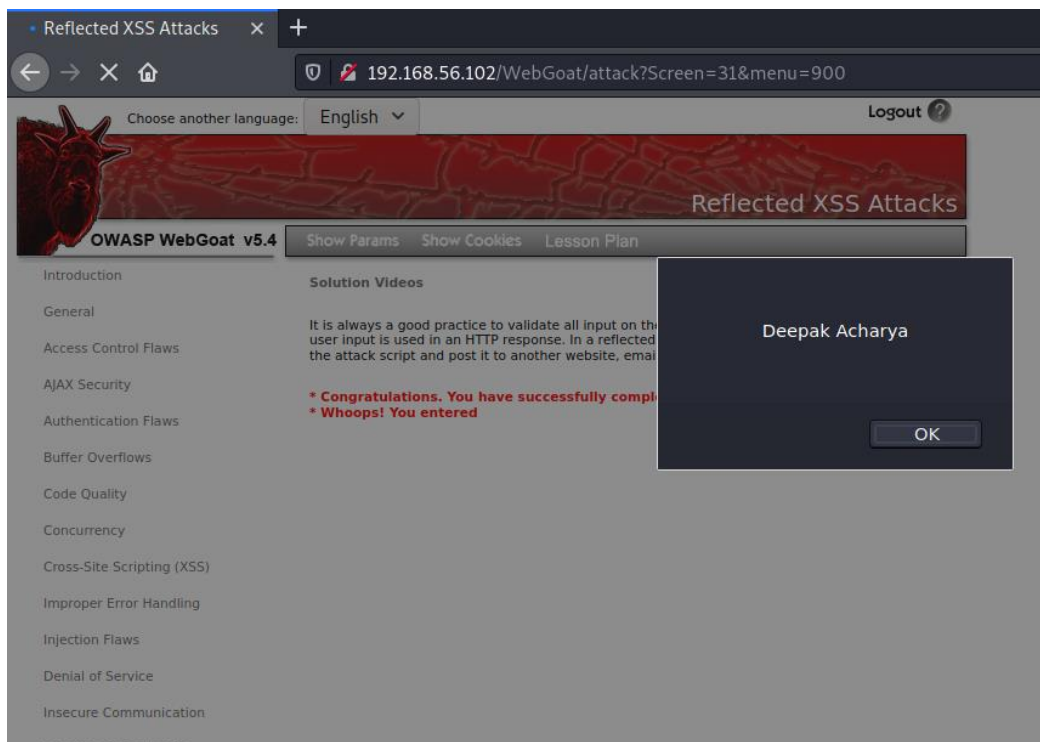 Reflected XSS Attacks
192.168.56.102/WebGoat/attack?Screen=31&menu=900
Choose another language: English
Logout ?
Reflected XSS Attacks
OWASP WebGoat v5.4
Show Params Show Cookies Lesson Plan
Introduction
General
Access Control Flaws
AJAX Security
Authentication Flaws
Buffer Overflows
Code Quality
Concurrency
Cross-Site Scripting (XSS)
Improper Error Handling
Injection Flaws
Denial of Service
Insecure Communication
Solution Videos
It is always a good practice to validate all input on
user input is used in an HTTP response. In a reflected
the attack script and post it to another website,
* Congratulations. You have successfully
* Whoops! You entered
Deepak Acharya
OK